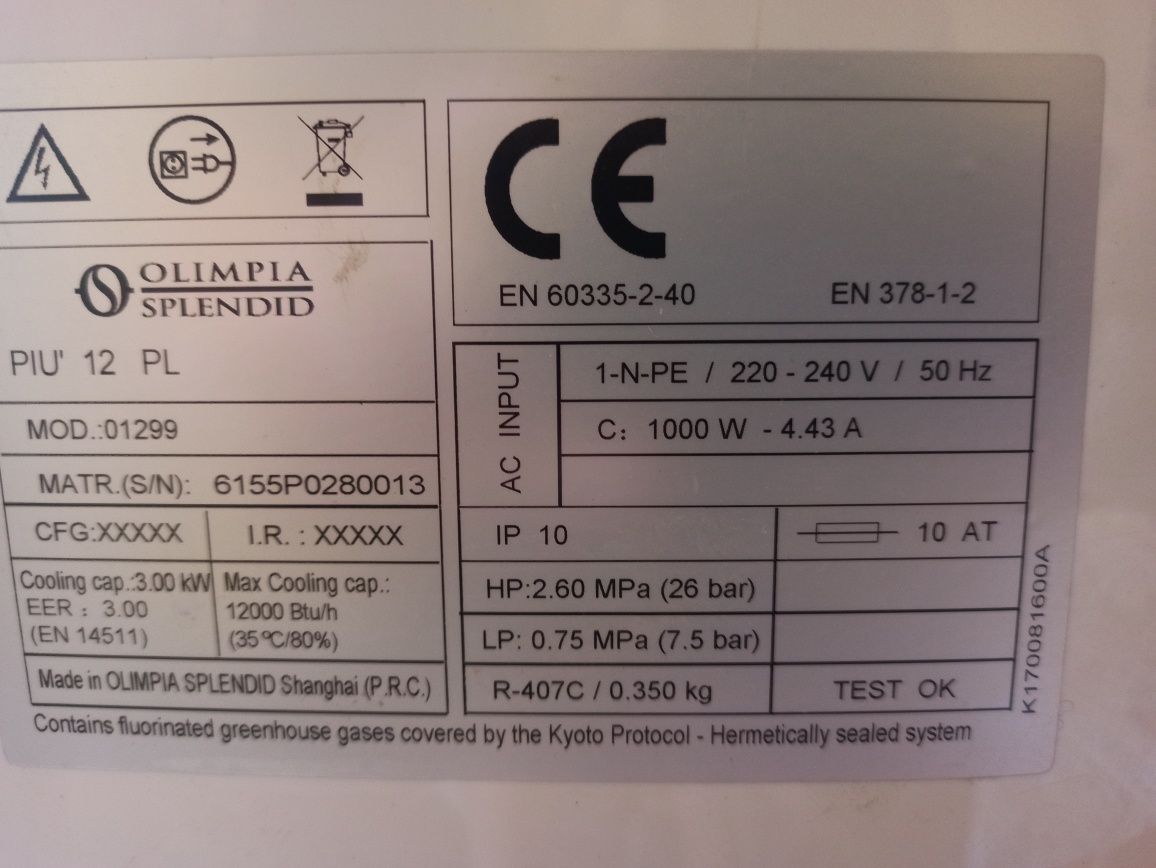 OLIMPIA
SPLENDID
PIU' 12 PL
MOD.:01299
MATR.(S/N): 6155P0280013
CFG:XXXXX
I.R. : XXXXX
Cooling cap.:3.00 kW
EER : 3.00
(EN 14511)
Max Cooling cap.:
12000 Btu/h
(35°C/80%)
Made in OLIMPIA SPLENDID Shanghai (P.R.C.)
CE
EN 60335-2-40
EN 378-1-2
AC INPUT
1-N-PE / 220 - 240 V / 50 Hz
C: 1000 W - 4.43 A
IP 10
10 AT
HP:2.60 MPa (26 bar)
LP: 0.75 MPa (7.5 bar)
R-407C / 0.350 kg
TEST OK
K170081600A
Contains fluorinated greenhouse gases covered by the Kyoto Protocol - Hermetically sealed system